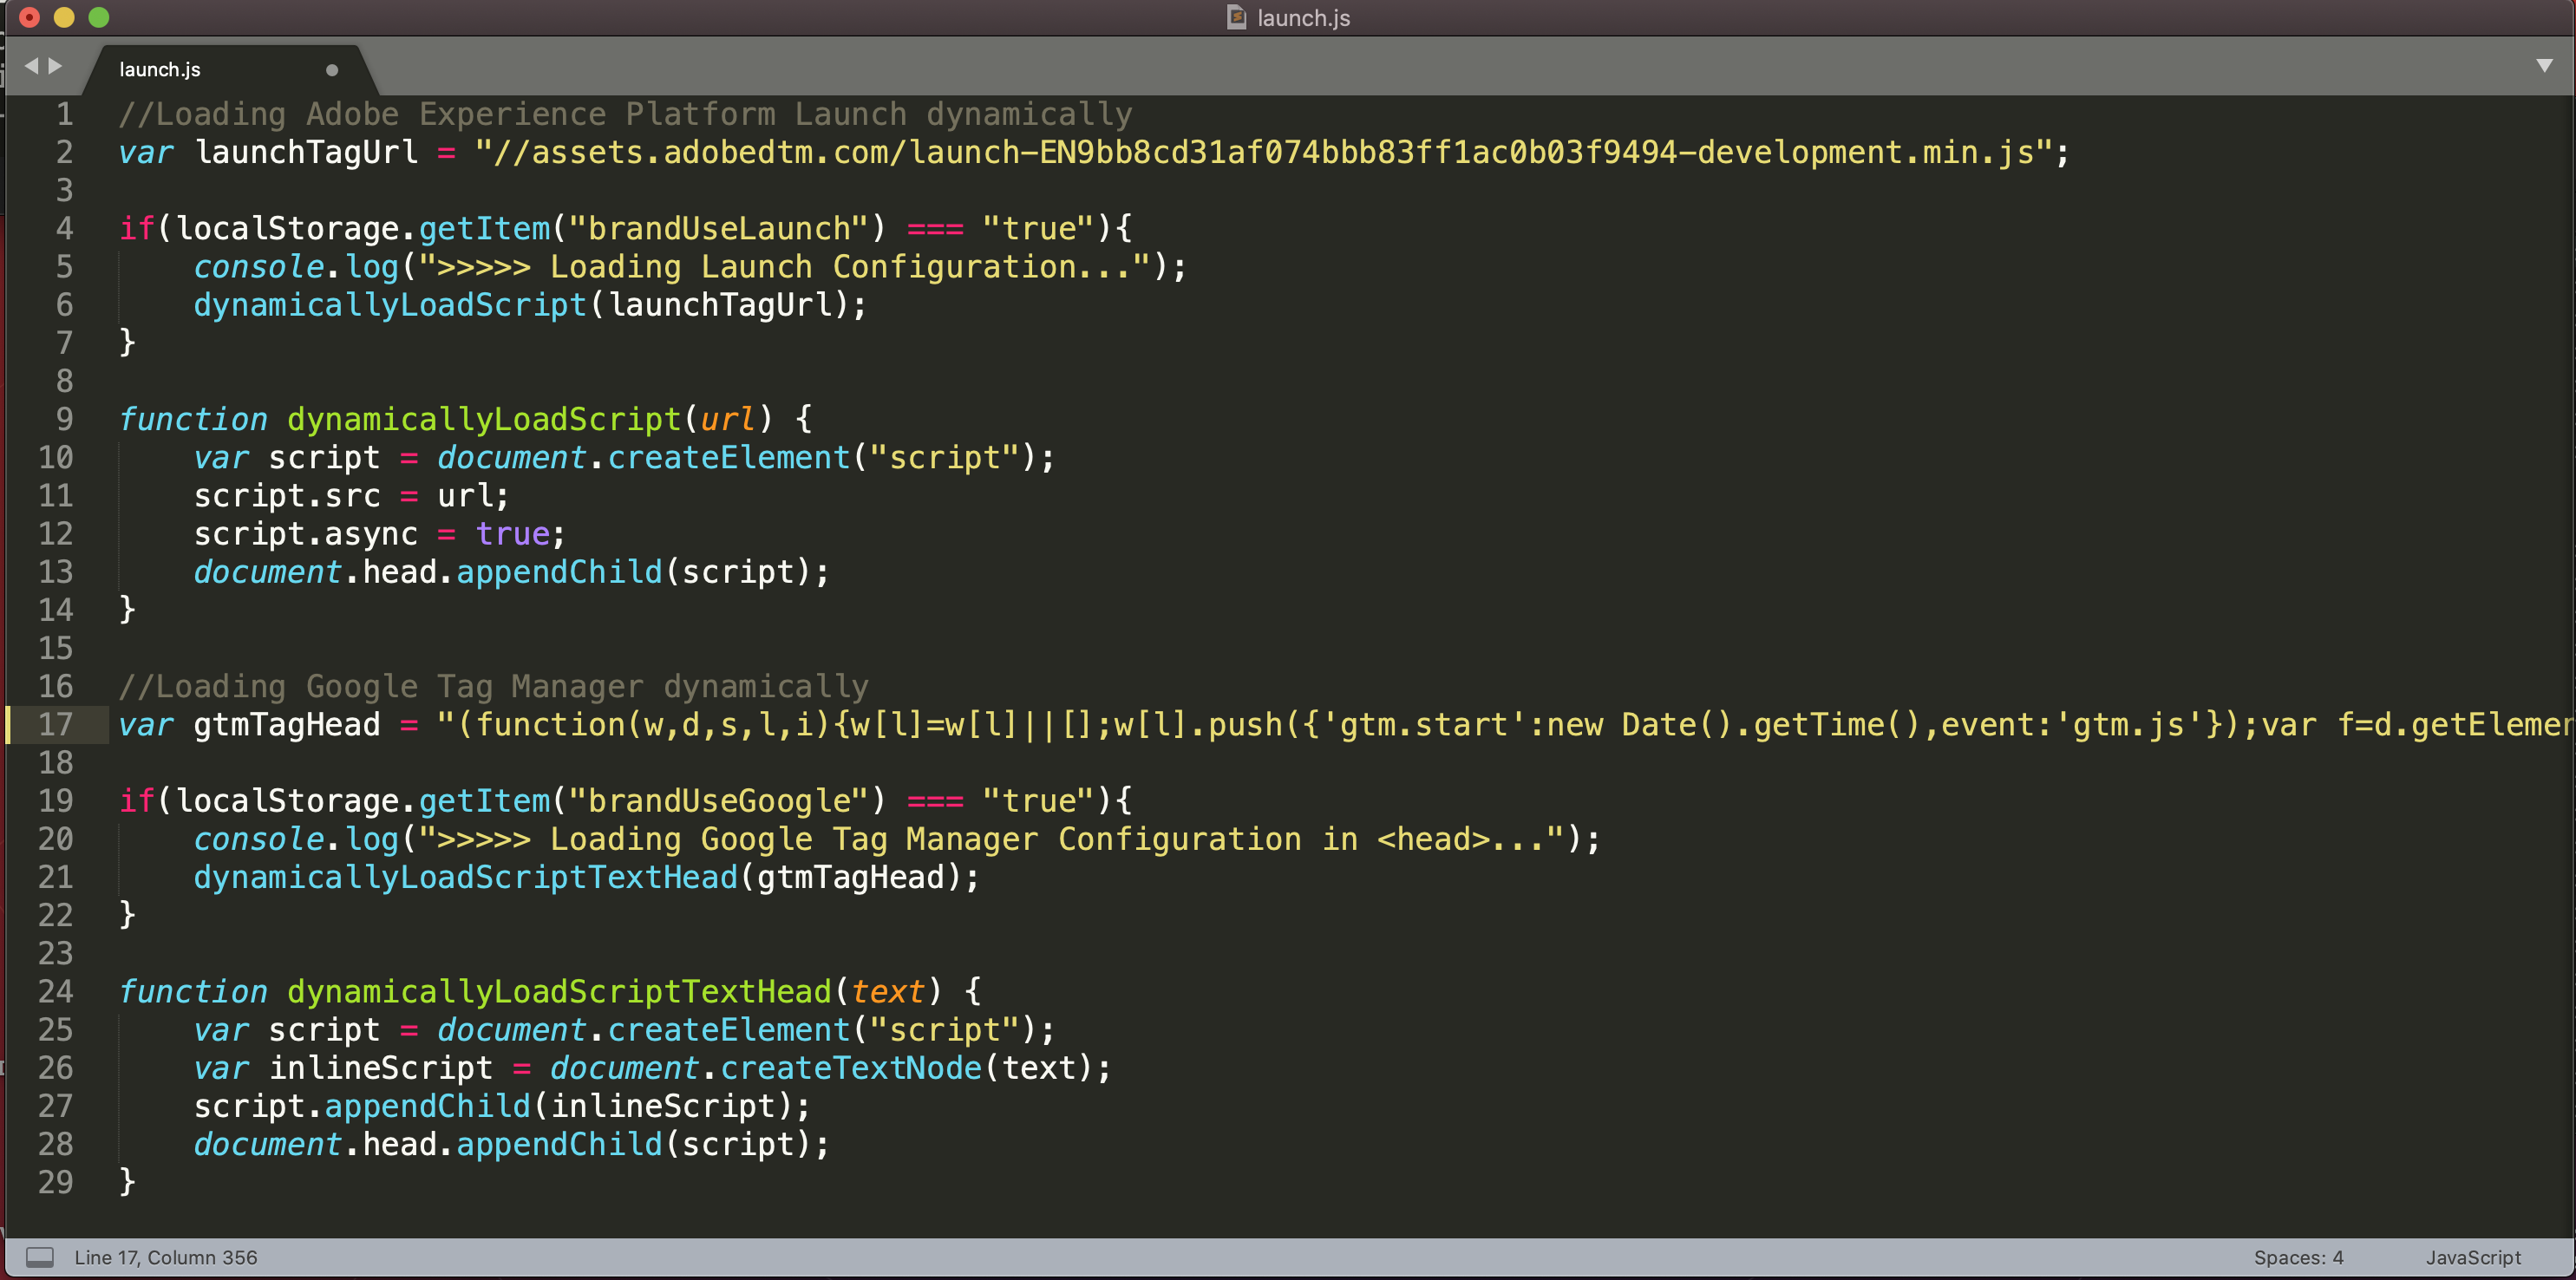 launch.js
launch.js
1 //Loading Adobe Experience Platform Launch dynamically
2 var launchTagUrl = "//assets.adobedtm.com/launch-EN9bb8cd31af074bbb83ff1ac0b03f9494-development.min.js";
3
4 if(localStorage.getItem("brandUseLaunch") === "true"){
5     console.log(">>>>> Loading Launch Configuration...");
6     dynamicallyLoadScript(launchTagUrl);
7 }
8
9 function dynamicallyLoadScript(url) {
10     var script = document.createElement("script");
11     script.src = url;
12     script.async = true;
13     document.head.appendChild(script);
14 }
15
16 //Loading Google Tag Manager dynamically
17 var gtmTagHead = "(function(w,d,s,l,i){w[l]=w[l]||[];w[l].push({'gtm.start':new Date().getTime(),event:'gtm.js'});var f=d.getElemen
18
19 if(localStorage.getItem("brandUseGoogle") === "true"){
20     console.log(">>>>> Loading Google Tag Manager Configuration in <head>...");
21     dynamicallyLoadScriptTextHead(gtmTagHead);
22 }
23
24 function dynamicallyLoadScriptTextHead(text) {
25     var script = document.createElement("script");
26     var inlineScript = document.createTextNode(text);
27     script.appendChild(inlineScript);
28     document.head.appendChild(script);
29 }
Line 17, Column 356
Spaces: 4
JavaScript